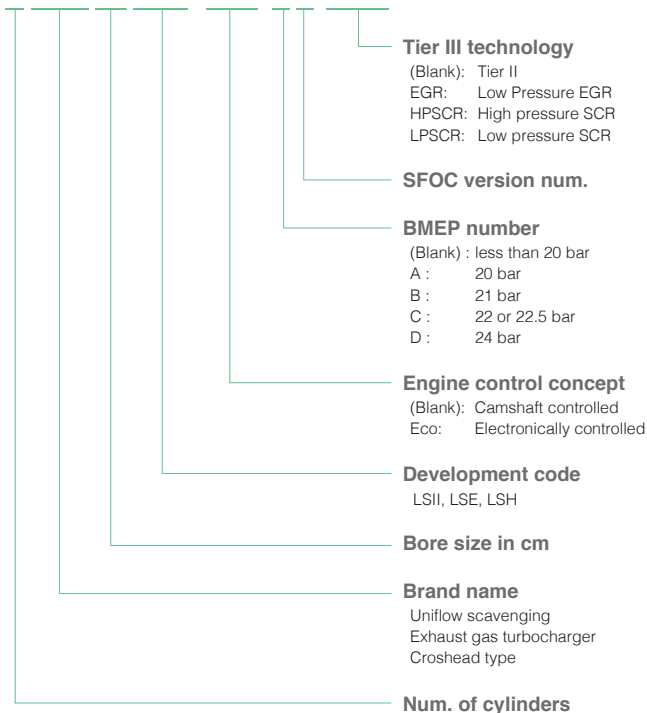 Tier III technology
(Blank): Tier II
EGR: Low Pressure EGR
HPSCR: High pressure SCR
LPSCR: Low pressure SCR
SFOC version num.
BMEP number
(Blank) : less than 20 bar
A : 20 bar
B : 21 bar
C : 22 or 22.5 bar
D : 24 bar
Engine control concept
(Blank): Camshaft controlled
Eco: Electronically controlled
Development code
LSII, LSE, LSH
Bore size in cm
Brand name
Uniflow scavenging
Exhaust gas turbocharger
Croshead type
Num. of cylinders